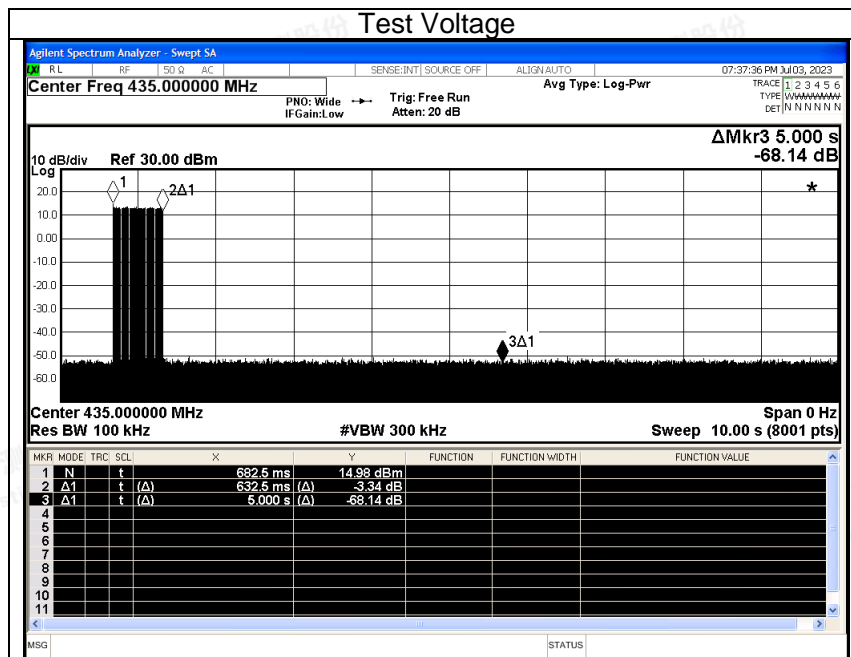 Test Voltage
Agilent Spectrum Analyzer - Swept SA
LXI RL RF 50 Ω AC SENSE:INT SOURCE OFF ALIGN AUTO 07:37:36 PM Jul 03, 2023
Center Freq 435.000000 MHz Avg Type: Log-Pwr TRACE 1 2 3 4 5 6
TYPE WWWWWW
PNO: Wide Trig: Free Run
IFGain:Low Atten: 20 dB DET N N N N N N
ΔMkr3 5.000 s
-68.14 dB
10 dB/div Ref 30.00 dBm
Log
1
2Δ1
*
20.0
10.0
0.00
-10.0
-20.0
-30.0
-40.0
3Δ1
-50.0
-60.0
Center 435.000000 MHz Span 0 Hz
Res BW 100 kHz #VBW 300 kHz Sweep 10.00 s (8001 pts)
MKR MODE TRC SCL X Y FUNCTION FUNCTION WIDTH FUNCTION VALUE
1 N t 682.5 ms 14.98 dBm
2 Δ1 t (Δ) 632.5 ms (Δ) -3.34 dB
3 Δ1 t (Δ) 5.000 s (Δ) -68.14 dB
4
5
6
7
8
9
10
11
MSG STATUS